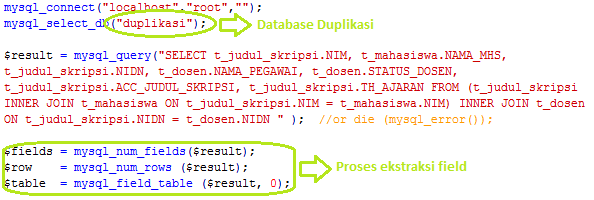 mysql_connect("localhost","root","");
mysql_select_db("duplikasi"); Database Duplikasi
$result = mysql_query("SELECT t_judul_skripsi.NIM, t_mahasiswa.NAMA_MHS,
t_judul_skripsi.NIDN, t_dosen.NAMA_PEGAWAI, t_dosen.STATUS_DOSEN,
t_judul_skripsi.ACC_JUDUL_SKRIPSI, t_judul_skripsi.TH_AJARAN FROM (t_judul_skripsi
INNER JOIN t_mahasiswa ON t_judul_skripsi.NIM = t_mahasiswa.NIM) INNER JOIN t_dosen
ON t_judul_skripsi.NIDN = t_dosen.NIDN " ); //or die (mysql_error());
$fields = mysql_num_fields($result);
$row = mysql_num_rows ($result); Proses ekstraksi field
$table = mysql_field_table ($result, 0);